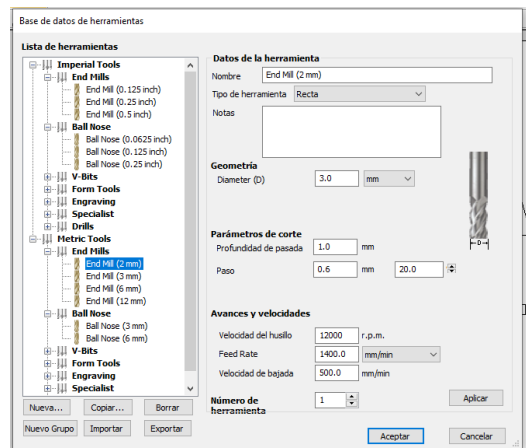 Base de datos de herramientas
Lista de herramientas
Imperial Tools
End Mills
End Mill (0.125 inch)
End Mill (0.25 inch)
End Mill (0.5 inch)
Ball Nose
Ball Nose (0.0625 inch)
Ball Nose (0.125 inch)
Ball Nose (0.25 inch)
V-Bits
Form Tools
Engraving
Specialist
Drills
Metric Tools
End Mills
End Mill (2 mm)
End Mill (3 mm)
End Mill (6 mm)
End Mill (12 mm)
Ball Nose
Ball Nose (3 mm)
Ball Nose (6 mm)
V-Bits
Form Tools
Engraving
Specialist
Nueva... Copiar... Borrar
Nuevo Grupo Importar Exportar
Datos de la herramienta
Nombre End Mill (2 mm)
Tipo de herramienta Recta
Notas
Geometría
Diameter (D) 3.0 mm
D
Parámetros de corte
Profundidad de pasada 1.0 mm
Paso 0.6 mm 20.0
Avances y velocidades
Velocidad del husillo 12000 r.p.m.
Feed Rate 1400.0 mm/min
Velocidad de bajada 500.0 mm/min
Número de
herramienta 1 Aplicar
Aceptar Cancelar